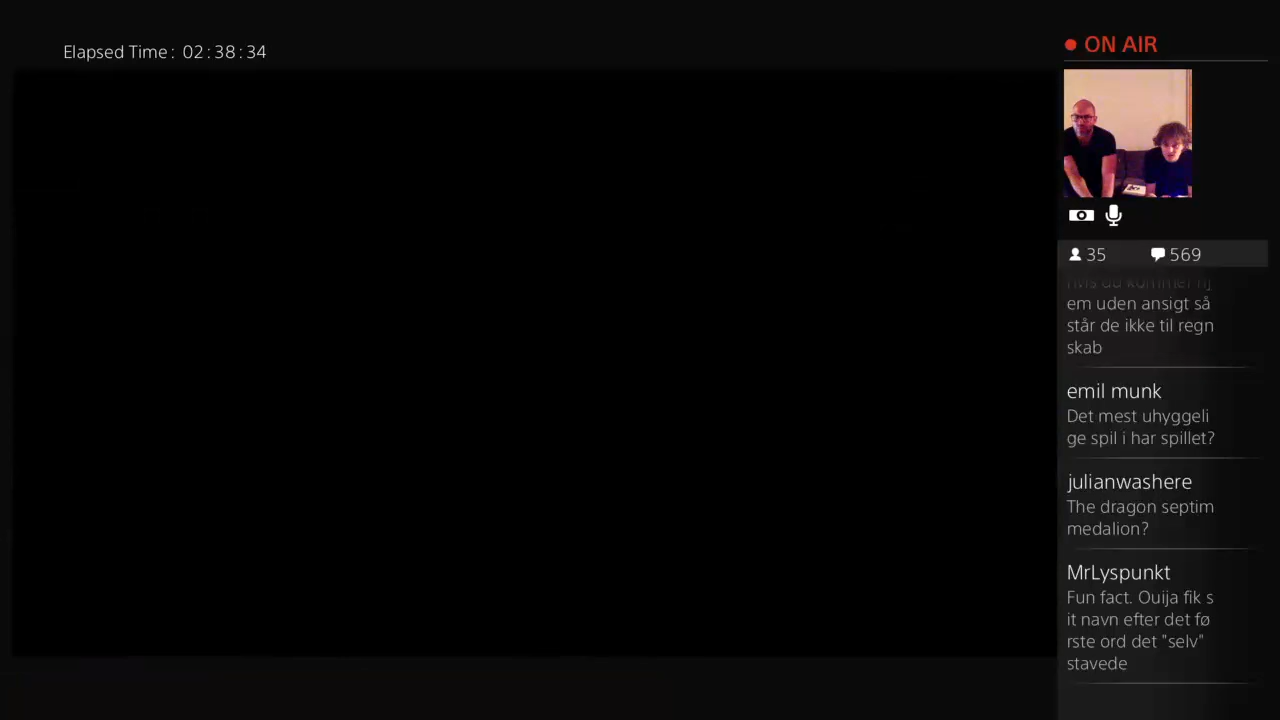 Elapsed Time: 02:38:34
ON AIR
35 569
em uden ansigt så
står de ikke til regn
skab
emil munk
Det mest uhyggeli
ge spil i har spillet?
julianwashere
The dragon septim
medalion?
MrLyspunkt
Fun fact. Ouija fik s
it navn efter det fø
rste ord det "selv"
stavede